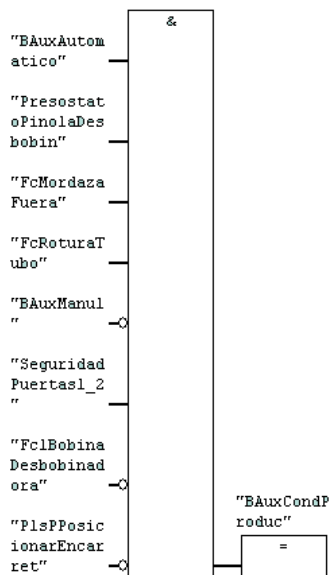 &
"BAuxAutom
atico"
"Presostat
oPinolaDes
bobin"
"FcMordaza
Fuera"
"FcRoturaT
ubo"
"BAuxManul
"
"Seguridad
Puertas1_2
"
"Fc1Bobina
Desbobinad
ora"
"PlsPPosic
ionarEncar
ret"
"BAuxCondP
roduc"
=